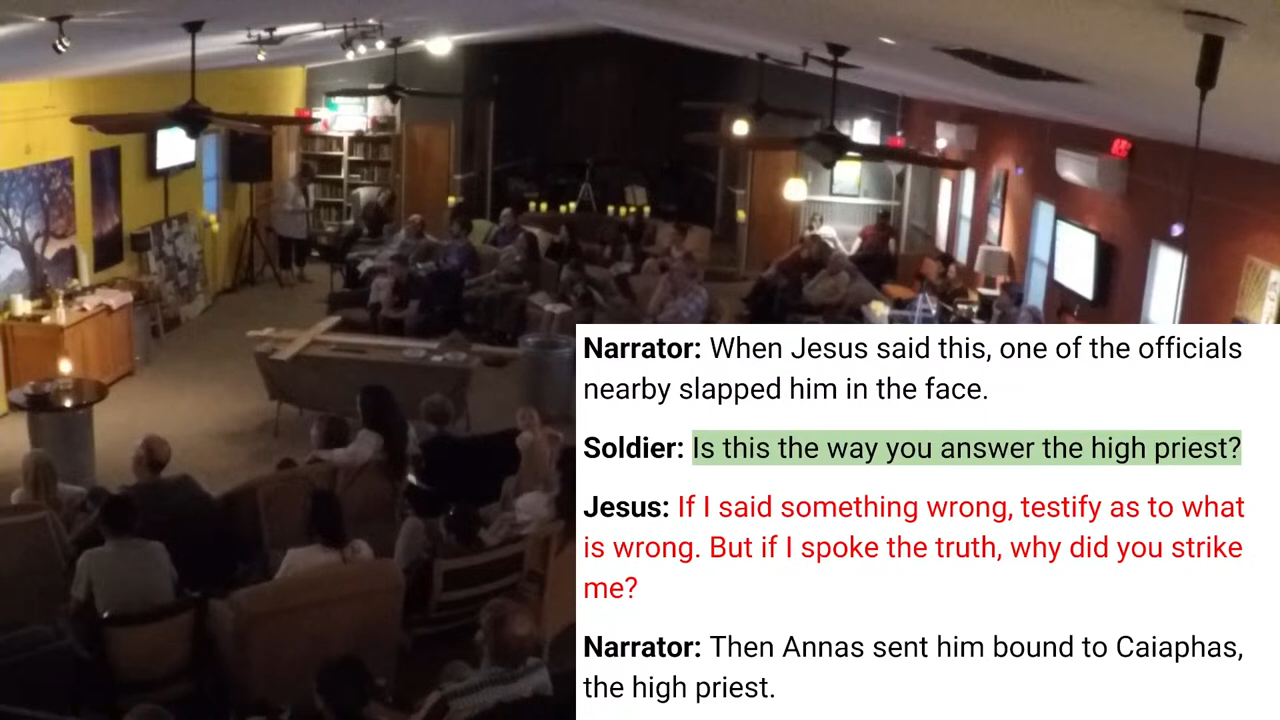 Narrator: When Jesus said this, one of the officials
nearby slapped him in the face.
Soldier: Is this the way you answer the high priest?
Jesus: If I said something wrong, testify as to what
is wrong. But if I spoke the truth, why did you strike
me?
Narrator: Then Annas sent him bound to Caiaphas,
the high priest.